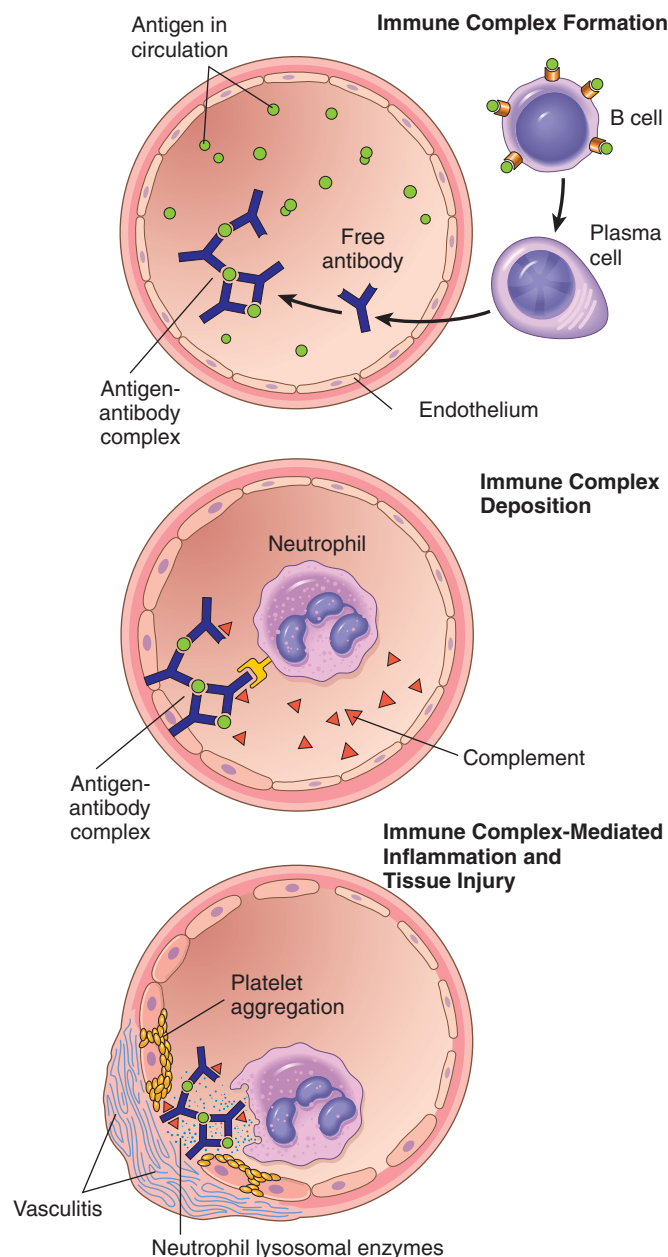 Immune Complex Formation
Antigen in
circulation
B cell
Plasma
cell
Free
antibody
Antigen-
antibody
complex
Endothelium
Immune Complex
Deposition
Neutrophil
Complement
Antigen-
antibody
complex
Immune Complex-Mediated
Inflammation and
Tissue Injury
Platelet
aggregation
Vasculitis
Neutrophil lysosomal enzymes